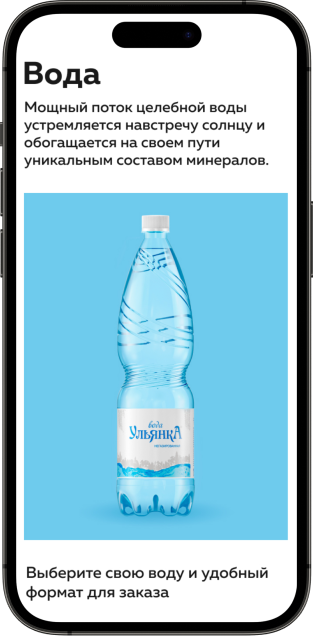 Вода
Мощный поток целебной воды
устремляется навстречу солнцу и
обогащается на своем пути
уникальным составом минералов.
вода
УльянкА
Выберите свою воду и удобный
формат для заказа